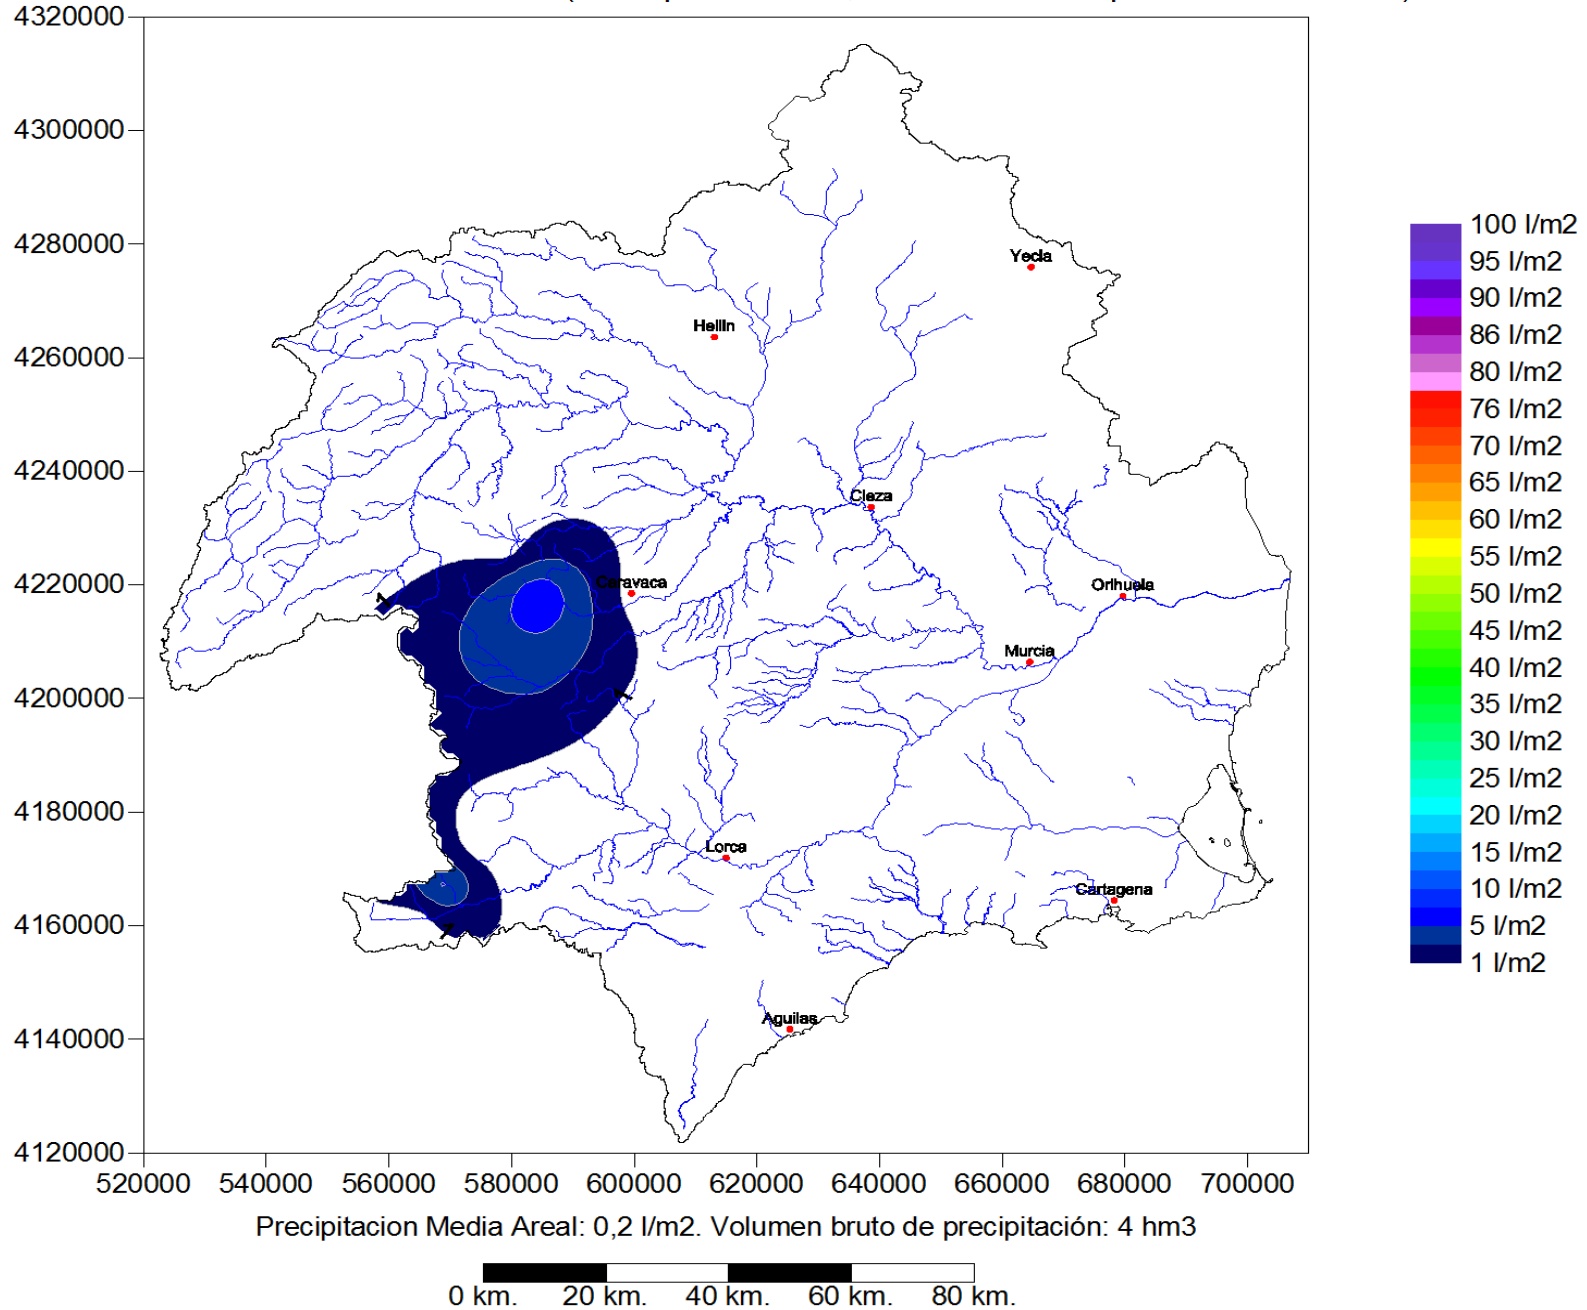 4320000
4300000
4280000
4260000
4240000
4220000
4200000
4180000
4160000
4140000
4120000
520000 540000 560000 580000 600000 620000 640000 660000 680000 700000
Yecla
Hellin
Cieza
Caravaca
Orihuela
Murcia
Lorca
Cartagena
Aguilas
1
1
1
100 l/m2
95 l/m2
90 l/m2
86 l/m2
80 l/m2
76 l/m2
70 l/m2
65 l/m2
60 l/m2
55 l/m2
50 l/m2
45 l/m2
40 l/m2
35 l/m2
30 l/m2
25 l/m2
20 l/m2
15 l/m2
10 l/m2
5 l/m2
1 l/m2
Precipitacion Media Areal: 0,2 l/m2. Volumen bruto de precipitación: 4 hm3
0 km. 20 km. 40 km. 60 km. 80 km.